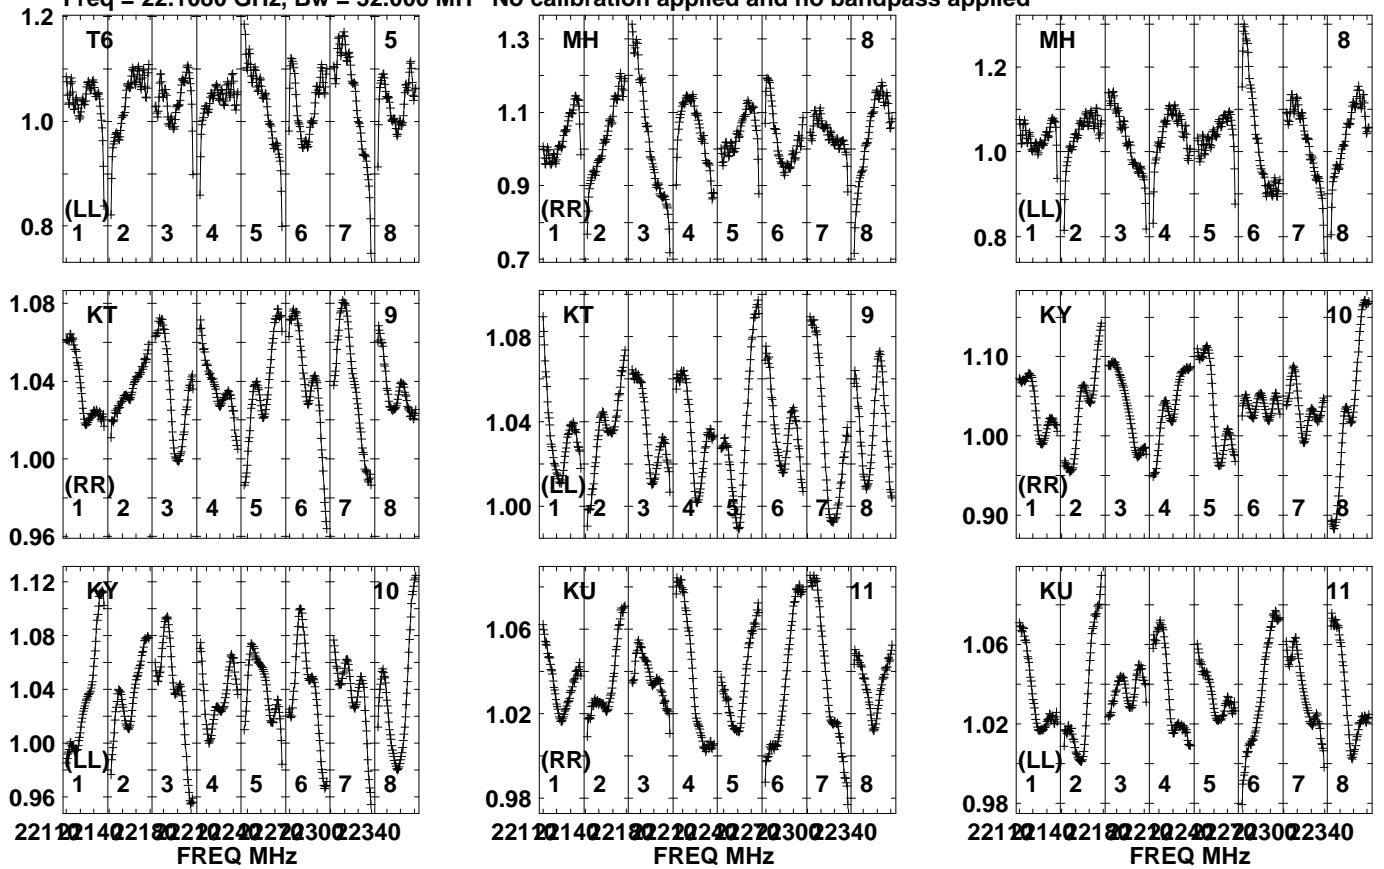 Freq = 22.1080 GHz, Bw = 32.000 MH No calibration applied and no bandpass applied
1.2 T6 5
1.0
0.8
(LL)
1 2 3 4 5 6 7 8
1.3 MH 8
1.1
0.9
0.7
(RR)
1 2 3 4 5 6 7 8
MH 8
1.2
1.0
0.8
(LL)
1 2 3 4 5 6 7 8
1.08 KT 9
1.04
1.00
0.96
(RR)
1 2 3 4 5 6 7 8
KT 9
1.08
1.04
1.00
(LL)
1 2 3 4 5 6 7 8
KY 10
1.10
1.00
0.90
(RR)
1 2 3 4 5 6 7 8
1.12 KY 10
1.08
1.04
1.00
0.96
(LL)
1 2 3 4 5 6 7 8
KU 11
1.06
1.02
0.98
(RR)
1 2 3 4 5 6 7 8
KU 11
1.06
1.02
0.98
(LL)
1 2 3 4 5 6 7 8
22340
FREQ MHz
22340
FREQ MHz
22340
FREQ MHz